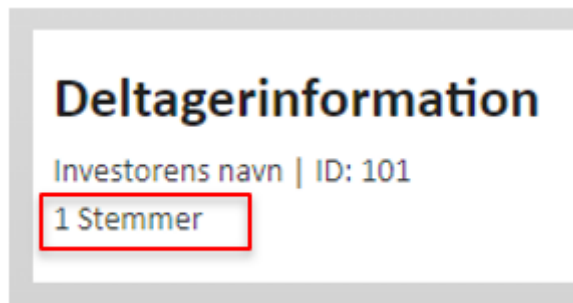 Deltagerinformation
Investorens navn | ID: 101
1 Stemmer